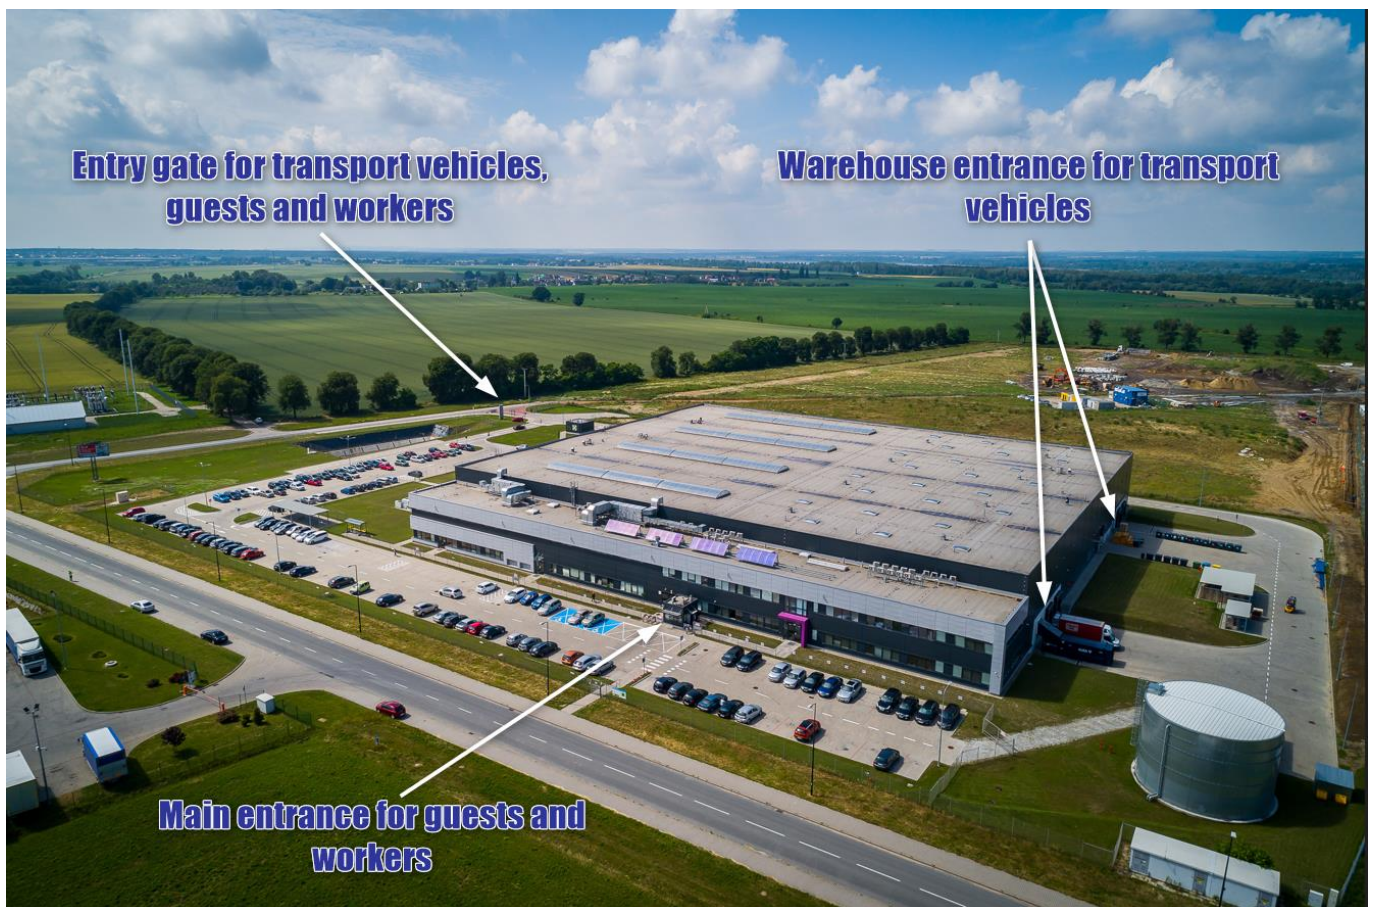 Entry gate for transport vehicles,
guests and workers
Warehouse entrance for transport
vehicles
Main entrance for guests and
workers